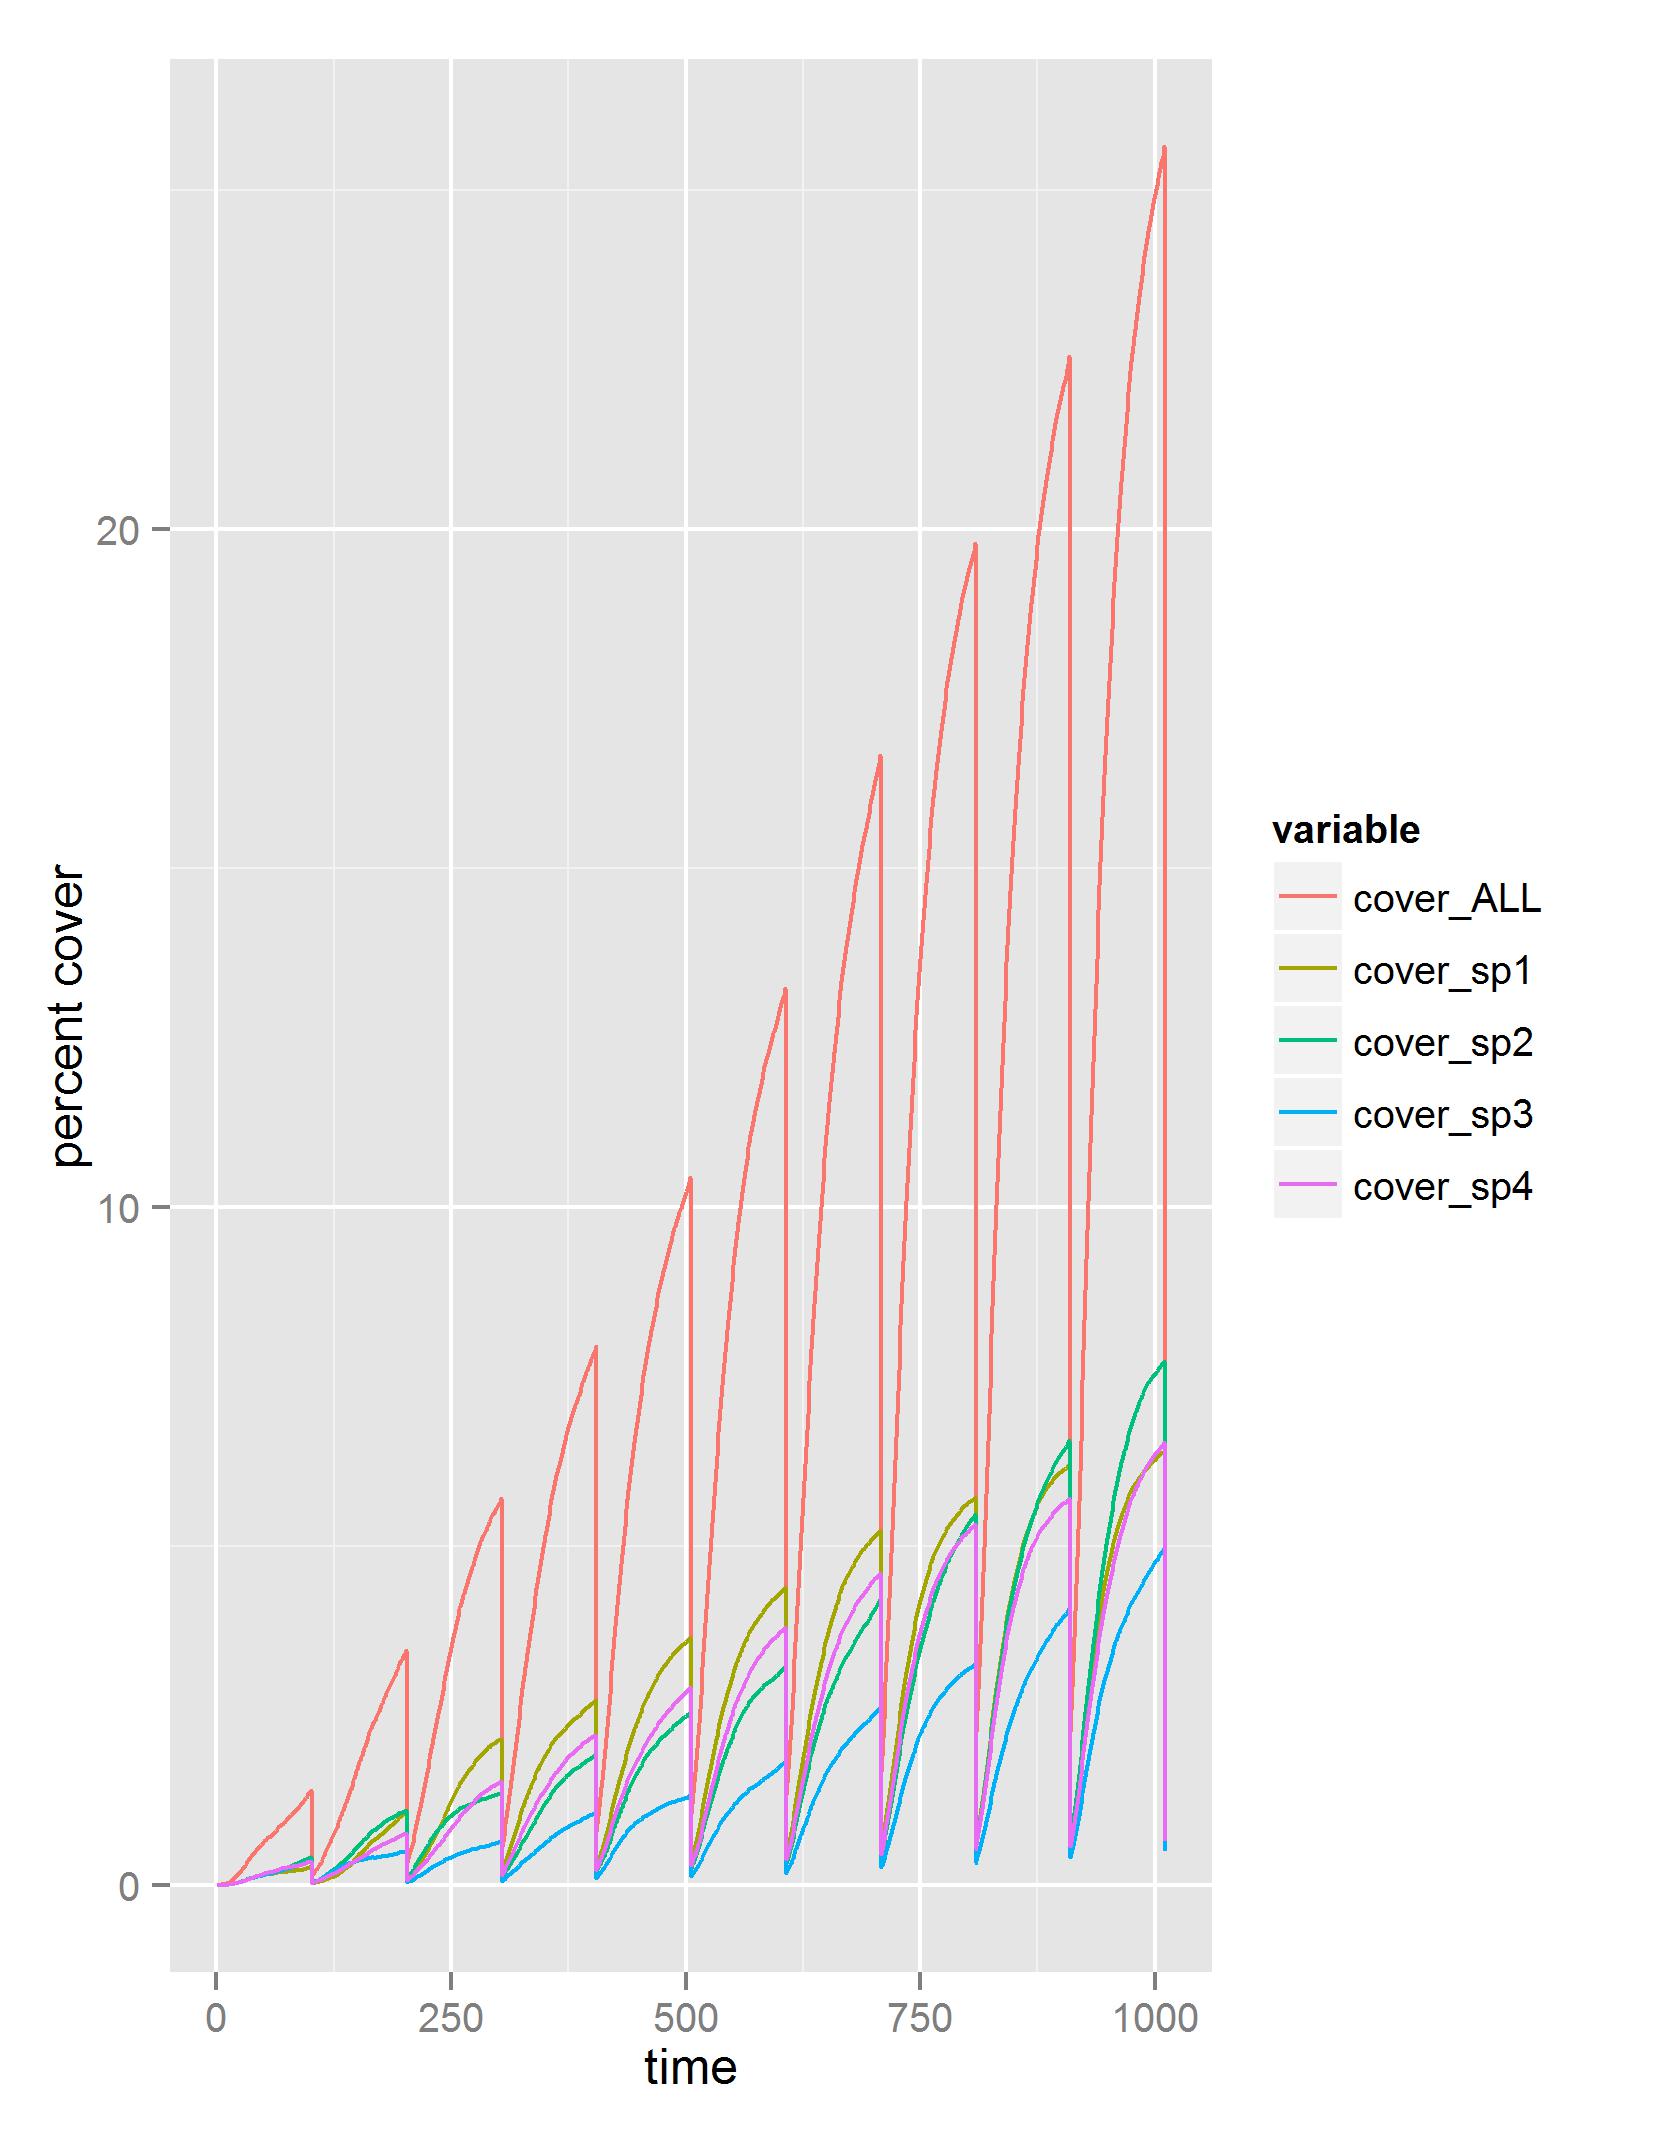 percent cover
20
10
0
0 250 500 750 1000
time
variable
cover_ALL
cover_sp1
cover_sp2
cover_sp3
cover_sp4